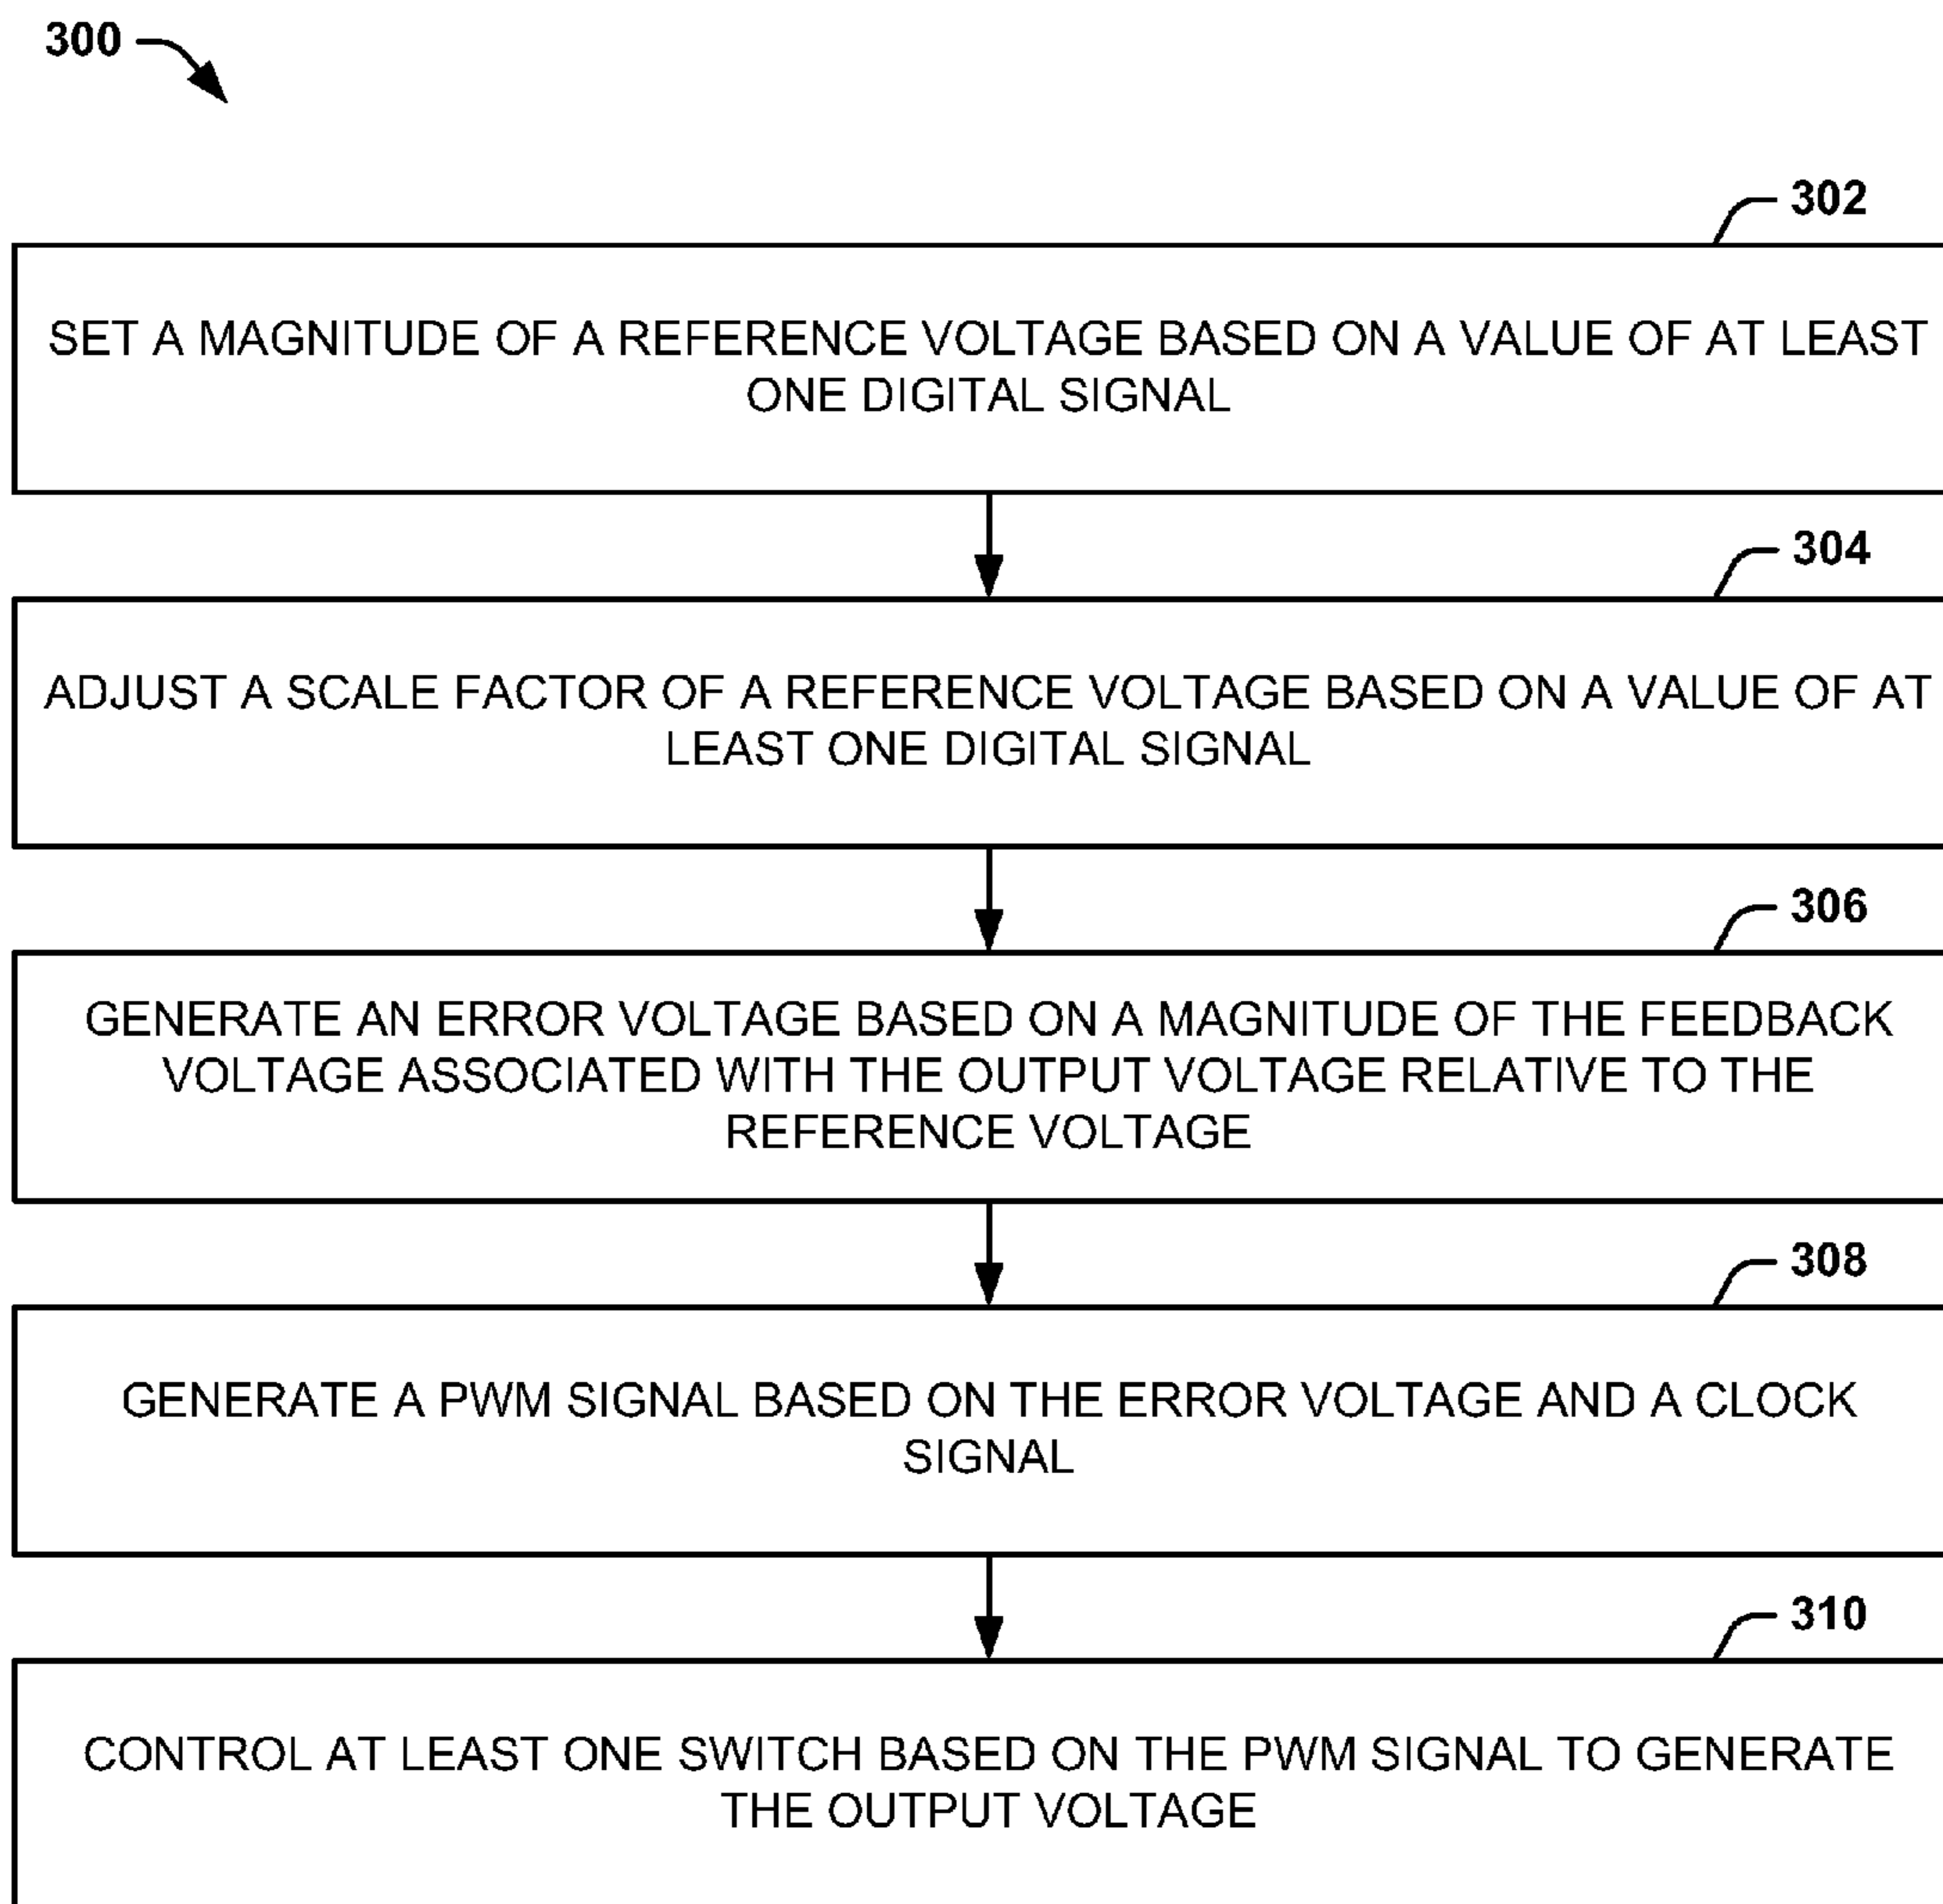 300
302
SET A MAGNITUDE OF A REFERENCE VOLTAGE BASED ON A VALUE OF AT LEAST
ONE DIGITAL SIGNAL
304
ADJUST A SCALE FACTOR OF A REFERENCE VOLTAGE BASED ON A VALUE OF AT
LEAST ONE DIGITAL SIGNAL
306
GENERATE AN ERROR VOLTAGE BASED ON A MAGNITUDE OF THE FEEDBACK
VOLTAGE ASSOCIATED WITH THE OUTPUT VOLTAGE RELATIVE TO THE
REFERENCE VOLTAGE
308
GENERATE A PWM SIGNAL BASED ON THE ERROR VOLTAGE AND A CLOCK
SIGNAL
310
CONTROL AT LEAST ONE SWITCH BASED ON THE PWM SIGNAL TO GENERATE
THE OUTPUT VOLTAGE